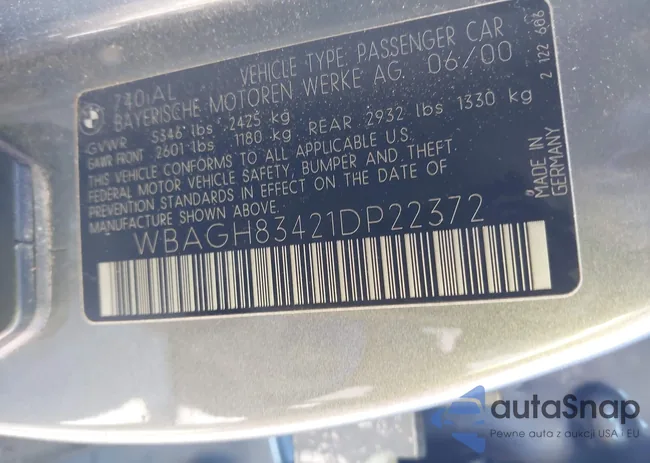 740iAL VEHICLE TYPE: PASSENGER CAR
BAYERISCHE MOTOREN WERKE AG. 06/00
GVWR 5346 lbs 2425 kg
GAWR FRONT 2601 lbs 1180 kg REAR 2932 lbs 1330 kg
THIS VEHICLE CONFORMS TO ALL APPLICABLE U.S.
FEDERAL MOTOR VEHICLE SAFETY, BUMPER AND THEFT.
PREVENTION STANDARDS IN EFFECT ON THE DATE OF
MANUFACTURE SHOWN ABOVE.
WBAGH83421DP22372
2 122 686
MADE IN
GERMANY
autaSnap
Pewne auta z aukcji USA i EU